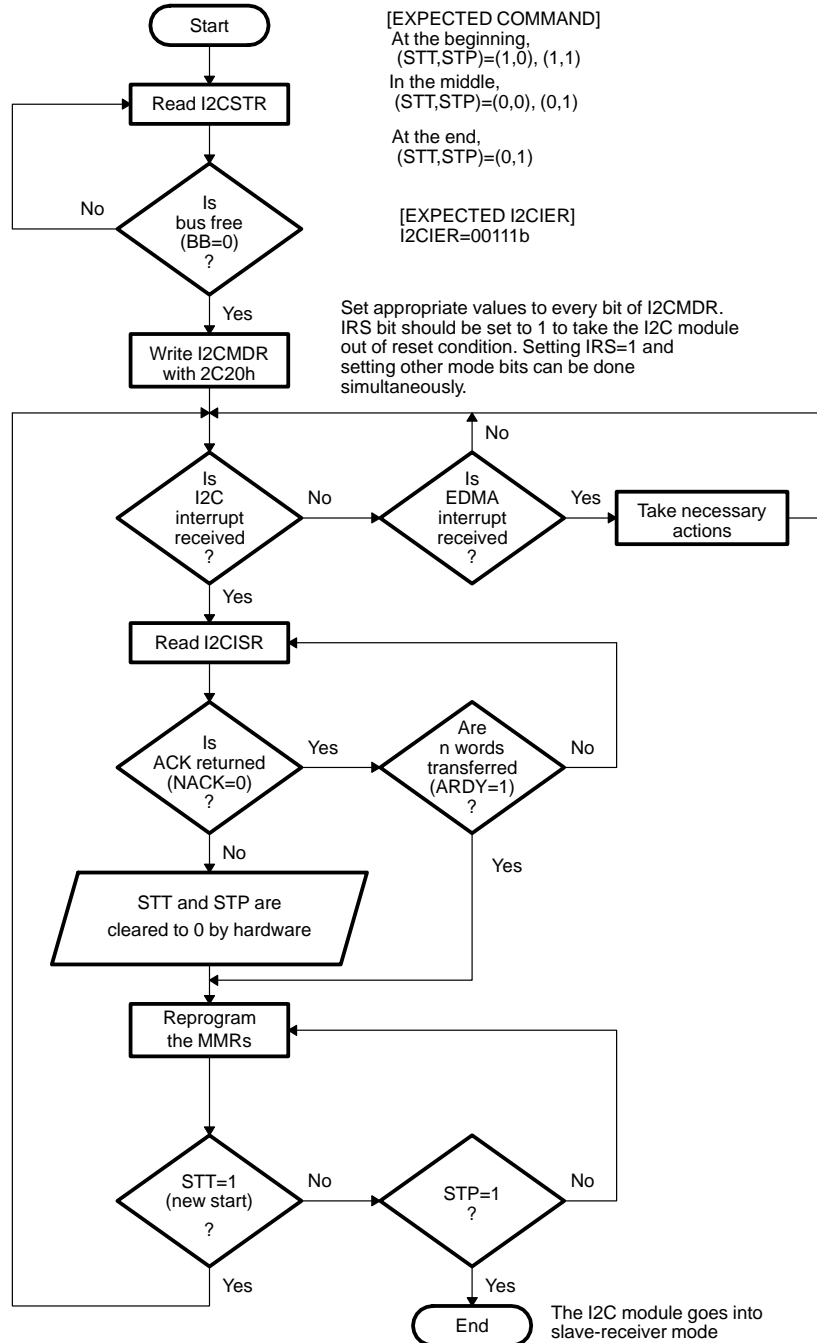 Start
[EXPECTED COMMAND]
At the beginning,
(STT,STP)=(1,0), (1,1)
In the middle,
(STT,STP)=(0,0), (0,1)
At the end,
(STT,STP)=(0,1)
Read I2CSTR
Is
bus free
(BB=0)
?
No
Yes
[EXPECTED I2CIER]
I2CIER=00111b
Set appropriate values to every bit of I2CMDR.
IRS bit should be set to 1 to take the I2C module
out of reset condition. Setting IRS=1 and
setting other mode bits can be done
simultaneously.
Write I2CMDR
with 2C20h
Is
I2C
interrupt
received
?
No
Yes
Is
EDMA
interrupt
received
?
No
Yes
Take necessary
actions
Read I2CISR
Is
ACK returned
(NACK=0)
?
Yes
No
Are
n words
transferred
(ARDY=1)
?
No
Yes
STT and STP are
cleared to 0 by hardware
Reprogram
the MMRs
STT=1
(new start)
?
No
Yes
STP=1
?
No
Yes
End
The I2C module goes into
slave-receiver mode